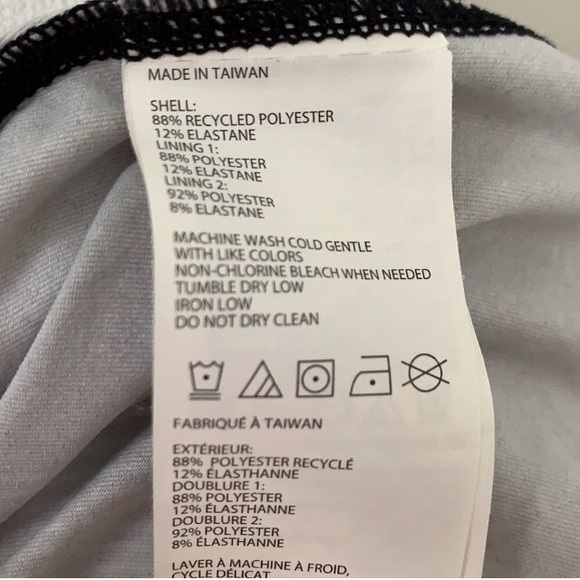 MADE IN TAIWAN
SHELL:
88% RECYCLED POLYESTER
12% ELASTANE
LINING 1:
88% POLYESTER
12% ELASTANE
LINING 2:
92% POLYESTER
8% ELASTANE
MACHINE WASH COLD GENTLE
WITH LIKE COLORS
NON-CHLORINE BLEACH WHEN NEEDED
TUMBLE DRY LOW
IRON LOW
DO NOT DRY CLEAN
FABRIQUÉ À TAIWAN
EXTÉRIEUR:
88% POLYESTER RECYCLÉ
12% ÉLASTHANNE
DOUBLURE 1:
88% POLYESTER
12% ÉLASTHANNE
DOUBLURE 2:
92% POLYESTER
8% ÉLASTHANNE
LAVER À MACHINE À FROID,
CYCLE DÉLICAT